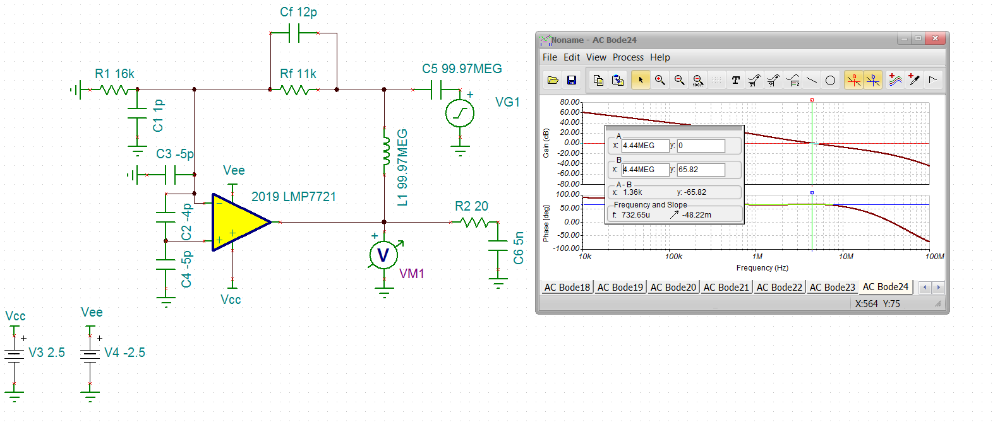 Cf 12p
R1 16k
Rf 11k
C5 99.97MEG
+
VG1
C1 1p
C3 -5p
Vee
2019 LMP7721
L1 99.97MEG
C2 -4p
C4 -5p
R2 20
C6 5n
+
V
VM1
Vcc
Vcc
Vee
+
+
V3 2.5
V4 -2.5
Noname - AC Bode24
File Edit View Process Help
100%
T
a
b
80.00
60.00
40.00
20.00
0.00
-20.00
-40.00
-60.00
-80.00
Gain (dB)
100.00
50.00
0.00
-50.00
-100.00
Phase [deg]
10k
100k
1M
10M
100M
Frequency (Hz)
A
x: 4.44MEG y: 0
B
x: 4.44MEG y: 65.82
A - B
x: 1.36k y: -65.82
Frequency and Slope
f: 732.65u -48.22m
AC Bode18 AC Bode19 AC Bode20 AC Bode21 AC Bode22 AC Bode23 AC Bode24
X:564 Y:75